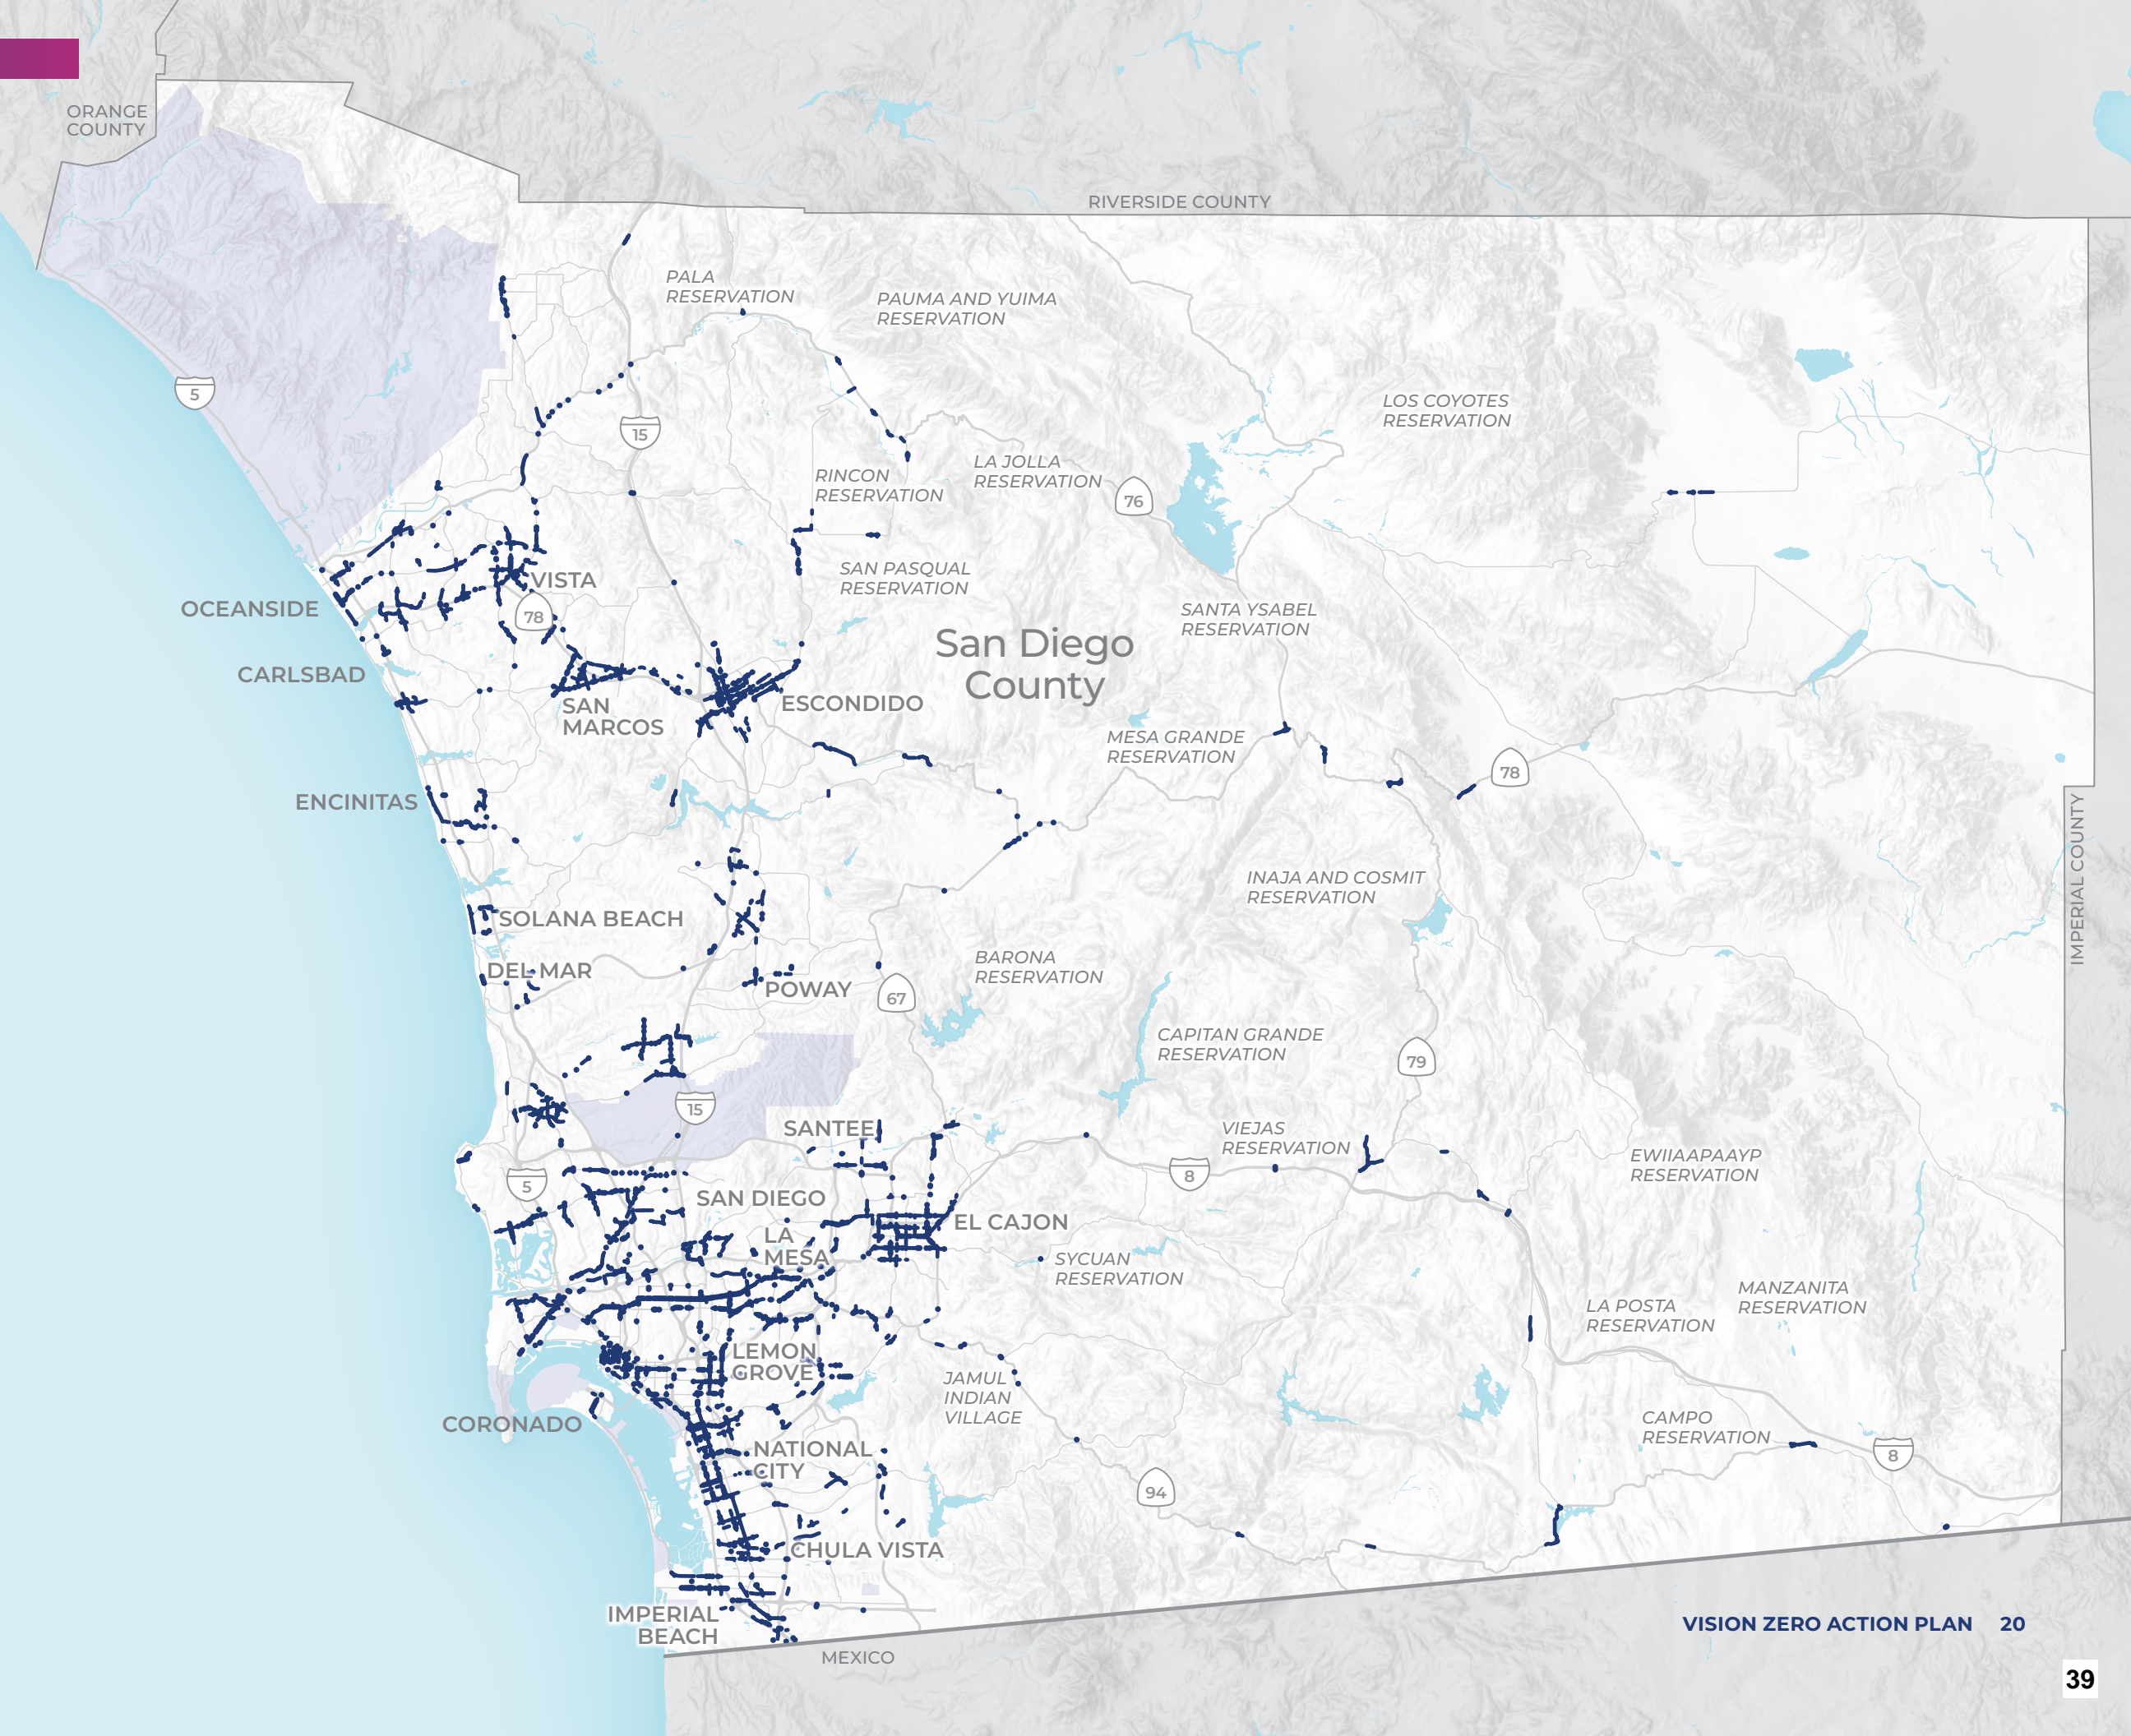 ORANGE
COUNTY
RIVERSIDE COUNTY
PALA
RESERVATION
PAUMA AND YUIMA
RESERVATION
5
15
LOS COYOTES
RESERVATION
RINCON
RESERVATION
LA JOLLA
RESERVATION
76
SAN PASQUAL
RESERVATION
VISTA
OCEANSIDE
78
SANTA YSABEL
RESERVATION
San Diego
County
CARLSBAD
SAN
MARCOS
ESCONDIDO
MESA GRANDE
RESERVATION
78
ENCINITAS
IMPERIAL COUNTY
INAJA AND COSMIT
RESERVATION
SOLANA BEACH
DEL MAR
POWAY
67
BARONA
RESERVATION
CAPITAN GRANDE
RESERVATION
79
15
SANTEE
VIEJAS
RESERVATION
EWIIAAPAAYP
RESERVATION
5
8
SAN DIEGO
EL CAJON
LA
MESA
SYCUAN
RESERVATION
MANZANITA
RESERVATION
LA POSTA
RESERVATION
LEMON
GROVE
JAMUL
INDIAN
VILLAGE
CORONADO
CAMPO
RESERVATION
8
NATIONAL
CITY
94
CHULA VISTA
IMPERIAL
BEACH
MEXICO
VISION ZERO ACTION PLAN 20
39